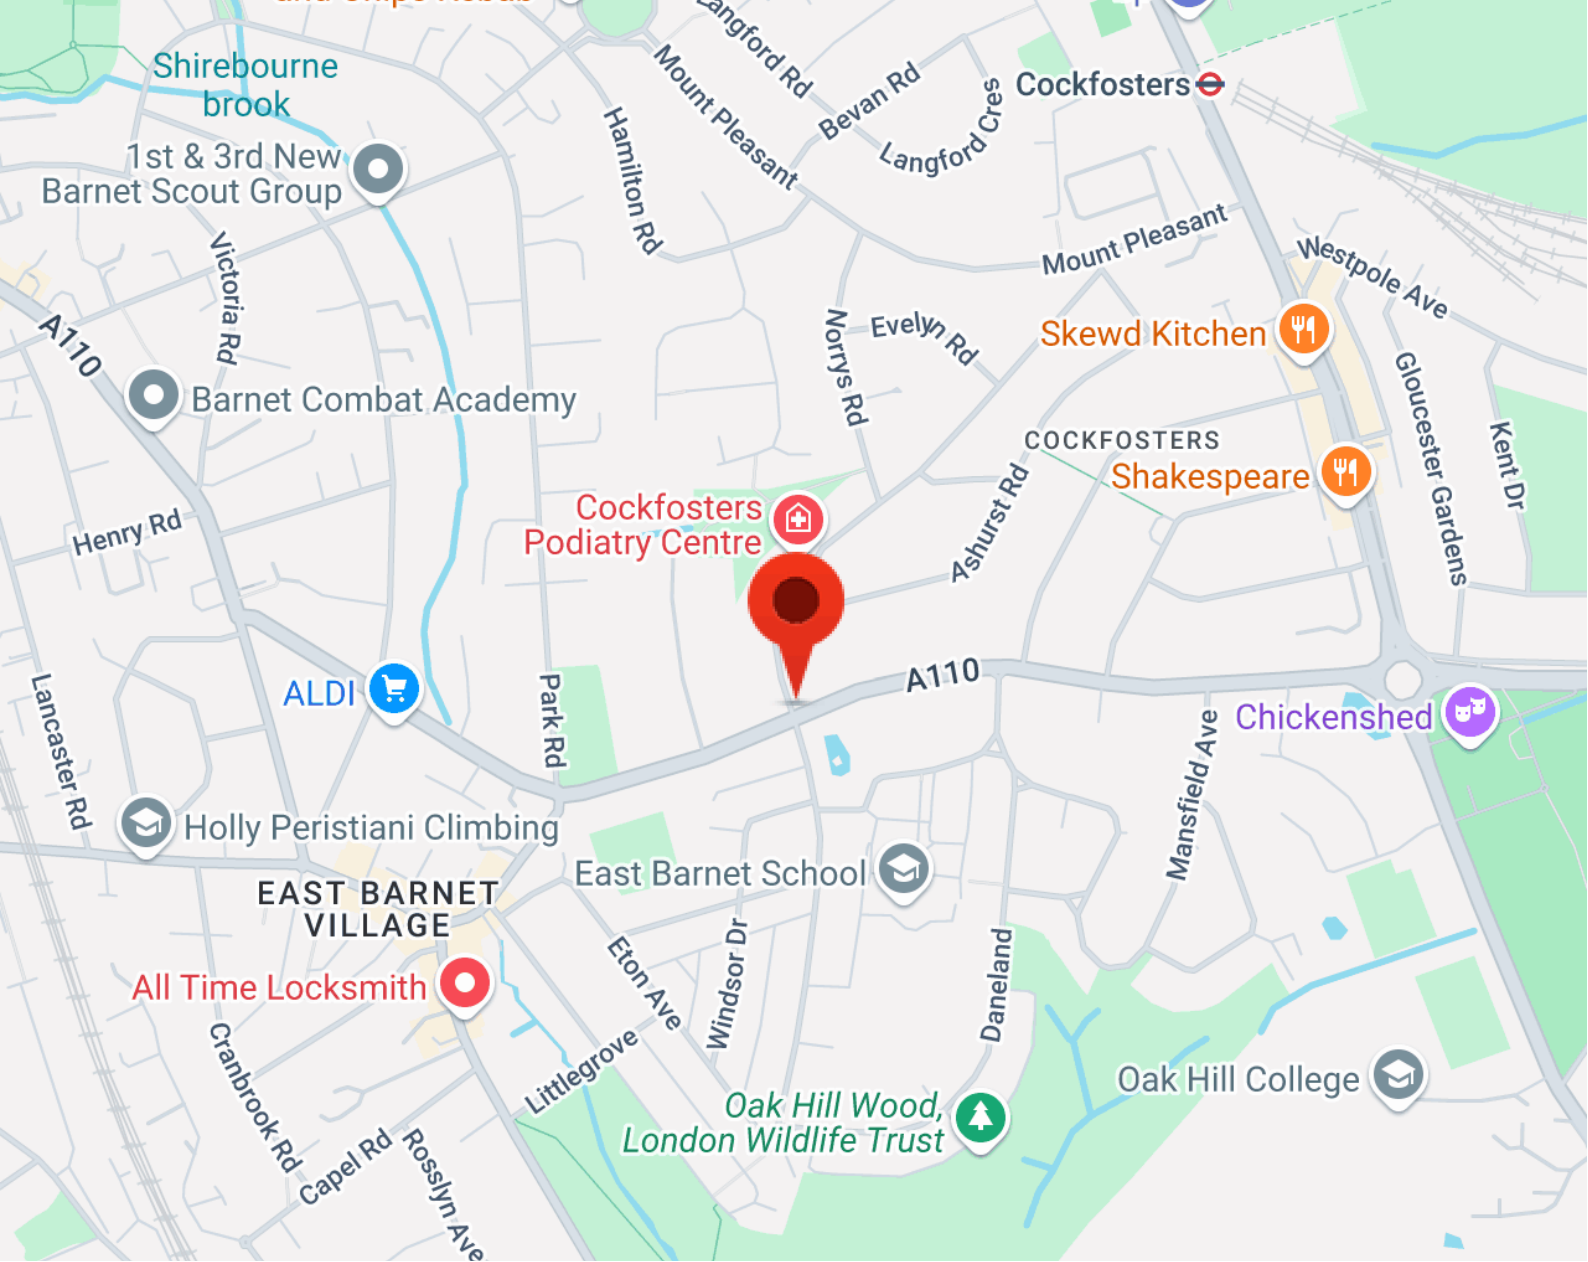 and Chips Kebab
Langford Rd
Shirebourne
brook
Mount Pleasant
Bevan Rd
Cockfosters
Langford Cres
Hamilton Rd
1st & 3rd New
Barnet Scout Group
Mount Pleasant
Westpole Ave
Victoria Rd
A110
Norrys Rd
Evelyn Rd
Skewd Kitchen
Gloucester Gardens
Barnet Combat Academy
COCKFOSTERS
Kent Dr
Shakespeare
Ashurst Rd
Cockfosters
Podiatry Centre
Henry Rd
A110
Park Rd
ALDI
Lancaster Rd
Chickenshed
Mansfield Ave
Holly Peristiani Climbing
East Barnet School
EAST BARNET
VILLAGE
Eton Ave
Windsor Dr
Daneland
All Time Locksmith
Cranbrook Rd
Littlegrove
Oak Hill College
Oak Hill Wood,
London Wildlife Trust
Capel Rd
Rosslyn Ave